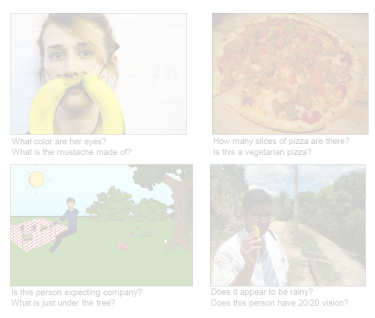 What color are her eyes?
What is the mustache made of?
How many slices of pizza are there?
Is this a vegetarian pizza?
Is this person expecting company?
What is just under the tree?
Does it appear to be rainy?
Does this person have 20/20 vision?